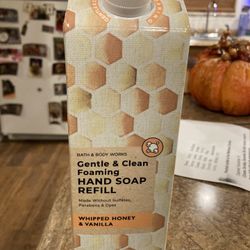 BATH & BODY WORKS
Gentle & Clean
Foaming
HAND SOAP
REFILL
Made Without Sulfates,
Parabens & Dyes
WHIPPED HONEY
& VANILLA